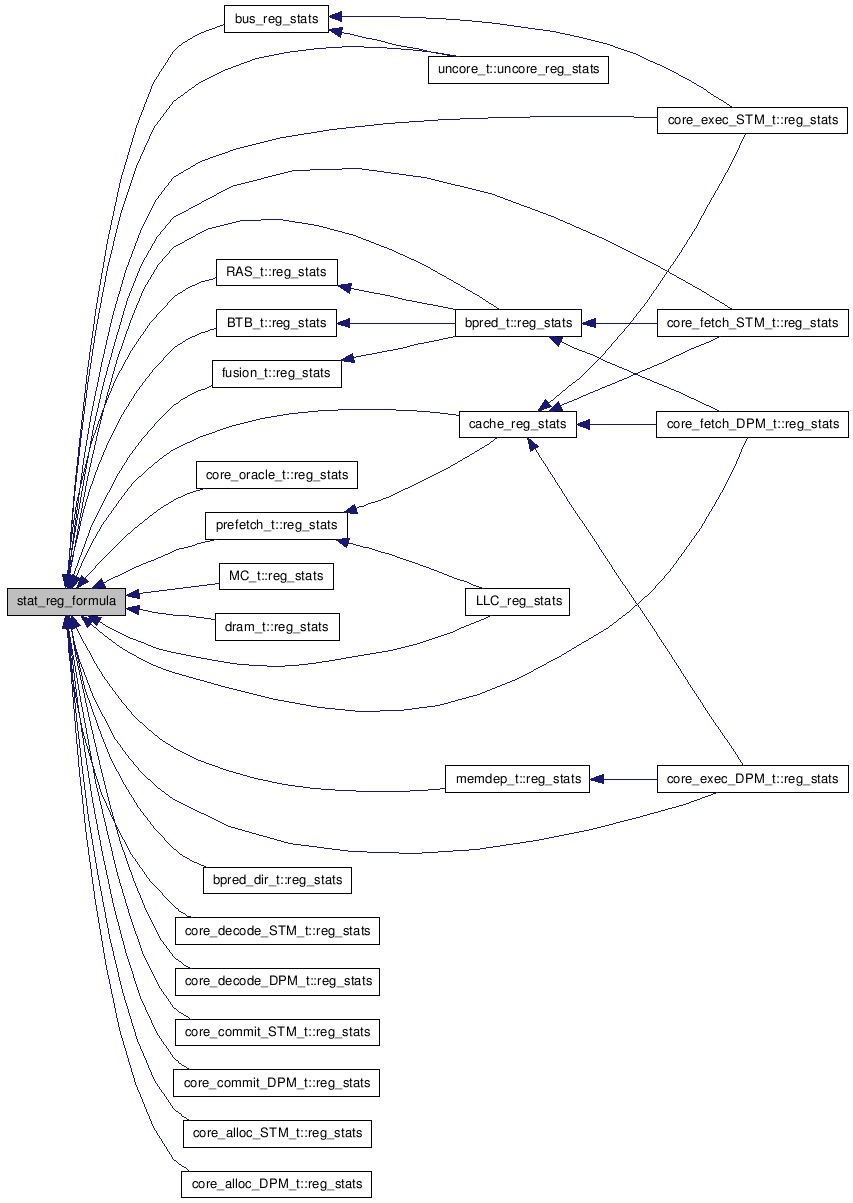 bus_reg_stats
uncore_t::uncore_reg_stats
core_exec_STM_t::reg_stats
RAS_t::reg_stats
BTB_t::reg_stats
bpred_t::reg_stats
core_fetch_STM_t::reg_stats
fusion_t::reg_stats
cache_reg_stats
core_fetch_DPM_t::reg_stats
core_oracle_t::reg_stats
prefetch_t::reg_stats
MC_t::reg_stats
stat_reg_formula
LLC_reg_stats
dram_t::reg_stats
memdep_t::reg_stats
core_exec_DPM_t::reg_stats
bpred_dir_t::reg_stats
core_decode_STM_t::reg_stats
core_decode_DPM_t::reg_stats
core_commit_STM_t::reg_stats
core_commit_DPM_t::reg_stats
core_alloc_STM_t::reg_stats
core_alloc_DPM_t::reg_stats